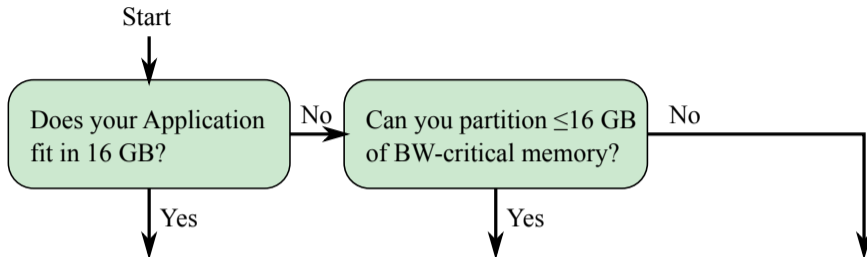 Start
Does your Application
fit in 16 GB?
No
Can you partition ≤16 GB
of BW-critical memory?
No
Yes
Yes